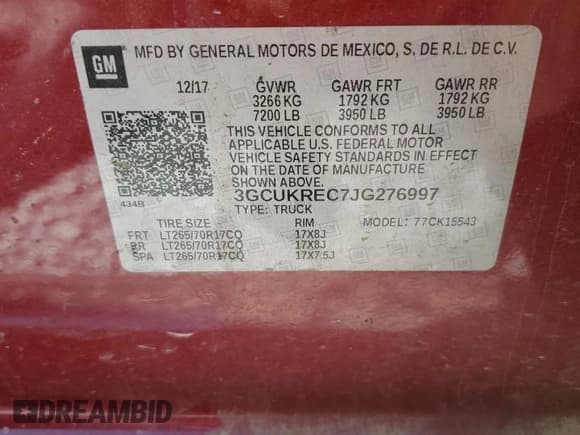 GM
MFD BY GENERAL MOTORS DE MEXICO, S. DE R.L. DE C.V.
12/17 GVWR GAWR FRT GAWR RR
3266 KG 1792 KG 1792 KG
7200 LB 3950 LB 3950 LB
THIS VEHICLE CONFORMS TO ALL
APPLICABLE U.S. FEDERAL MOTOR
VEHICLE SAFETY STANDARDS IN EFFECT
ON THE DATE OF MANUFACTURE
SHOWN ABOVE.
434B
3GCUKREC7JG276997
TYPE: TRUCK MODEL: 77CK15543
TIRE SIZE RIM
FRT LT265/70R17CQ 17X8J
RR LT265/70R17CQ 17X8J
SPA LT265/70R17CQ 17X7.5J
DREAMBID